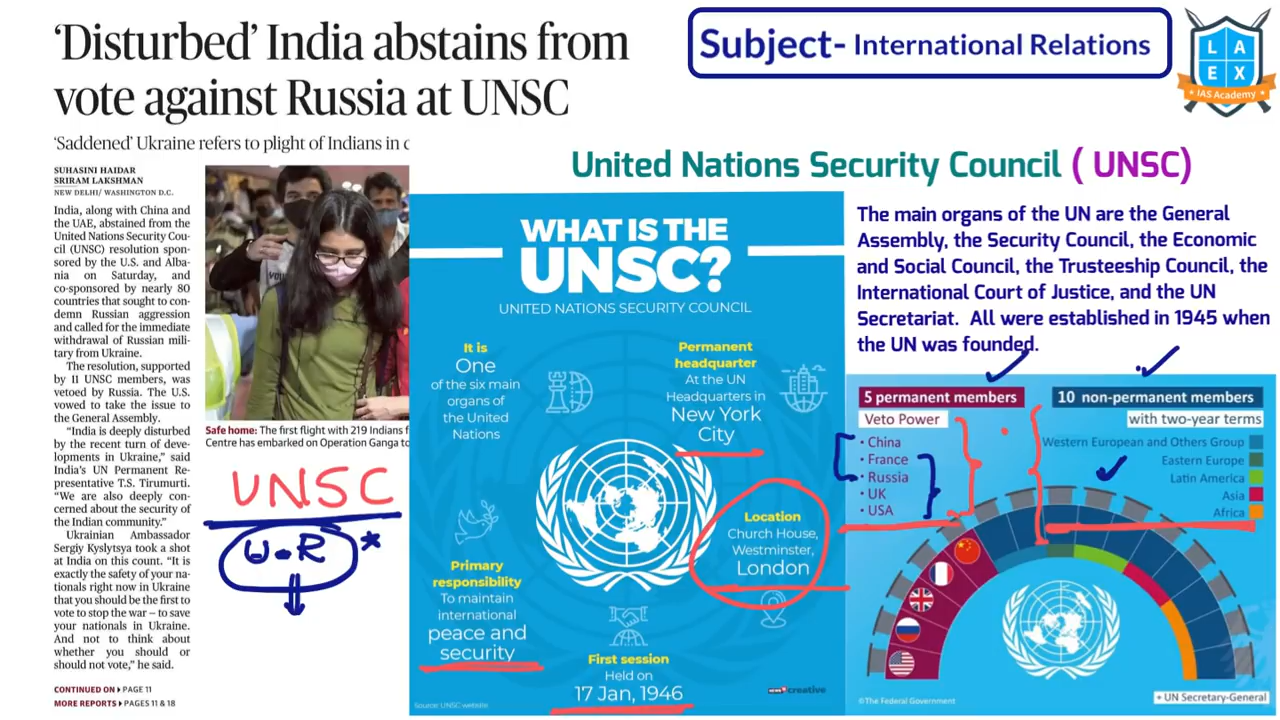 'Disturbed' India abstains from
vote against Russia at UNSC
'Saddened' Ukraine refers to plight of Indians in
SUHASINI HAIDAR
SRIRAM LAKSHMAN
NEW DELHI/ WASHINGTON D.C.
India, along with China and
the UAE, abstained from the
United Nations Security Coun-
cil (UNSC) resolution spon-
sored by the U.S. and Alba-
nia on Saturday, and
co-sponsored by nearly 80
countries that sought to con-
demn Russian aggression
and called for the immediate
withdrawal of Russian mili-
tary from Ukraine.
The resolution, supported
by 11 UNSC members, was
vetoed by Russia. The U.S.
vowed to take the issue to
the General Assembly.
"India is deeply disturbed
by the recent turn of deve-
lopments in Ukraine," said
India's UN Permanent Re-
presentative T.S. Tirumurti.
"We are also deeply con-
cerned about the security of
the Indian community."
Ukrainian Ambassador
Sergiy Kyslytsya took a shot
at India on this count. "It is
exactly the safety of your na-
tionals right now in Ukraine
that you should be the first to
vote to stop the war – to save
your nationals in Ukraine.
And not to think about
whether you should or
should not vote," he said.
CONTINUED ON ▸ PAGE 11
MORE REPORTS ▸ PAGES 11 & 18
Safe home: The first flight with 219 Indians f
Centre has embarked on Operation Ganga to
UNSC
U-R *
Subject- International Relations
LAEX
IAS Academy
United Nations Security Council ( UNSC)
WHAT IS THE
UNSC?
UNITED NATIONS SECURITY COUNCIL
It is
One
of the six main
organs of
the United
Nations
Permanent
headquarter
At the UN
Headquarters in
New York
City
Primary
responsibility
To maintain
international
peace and
security
Location
Church House,
Westminster,
London
First session
Held on
17 Jan, 1946
Source: UNSC website
NEWS18 creative
The main organs of the UN are the General
Assembly, the Security Council, the Economic
and Social Council, the Trusteeship Council, the
International Court of Justice, and the UN
Secretariat. All were established in 1945 when
the UN was founded.
5 permanent members
Veto Power
• China
• France
• Russia
• UK
• USA
10 non-permanent members
with two-year terms
Western European and Others Group
Eastern Europe
Latin America
Asia
Africa
©The Federal Government
+ UN Secretary-General